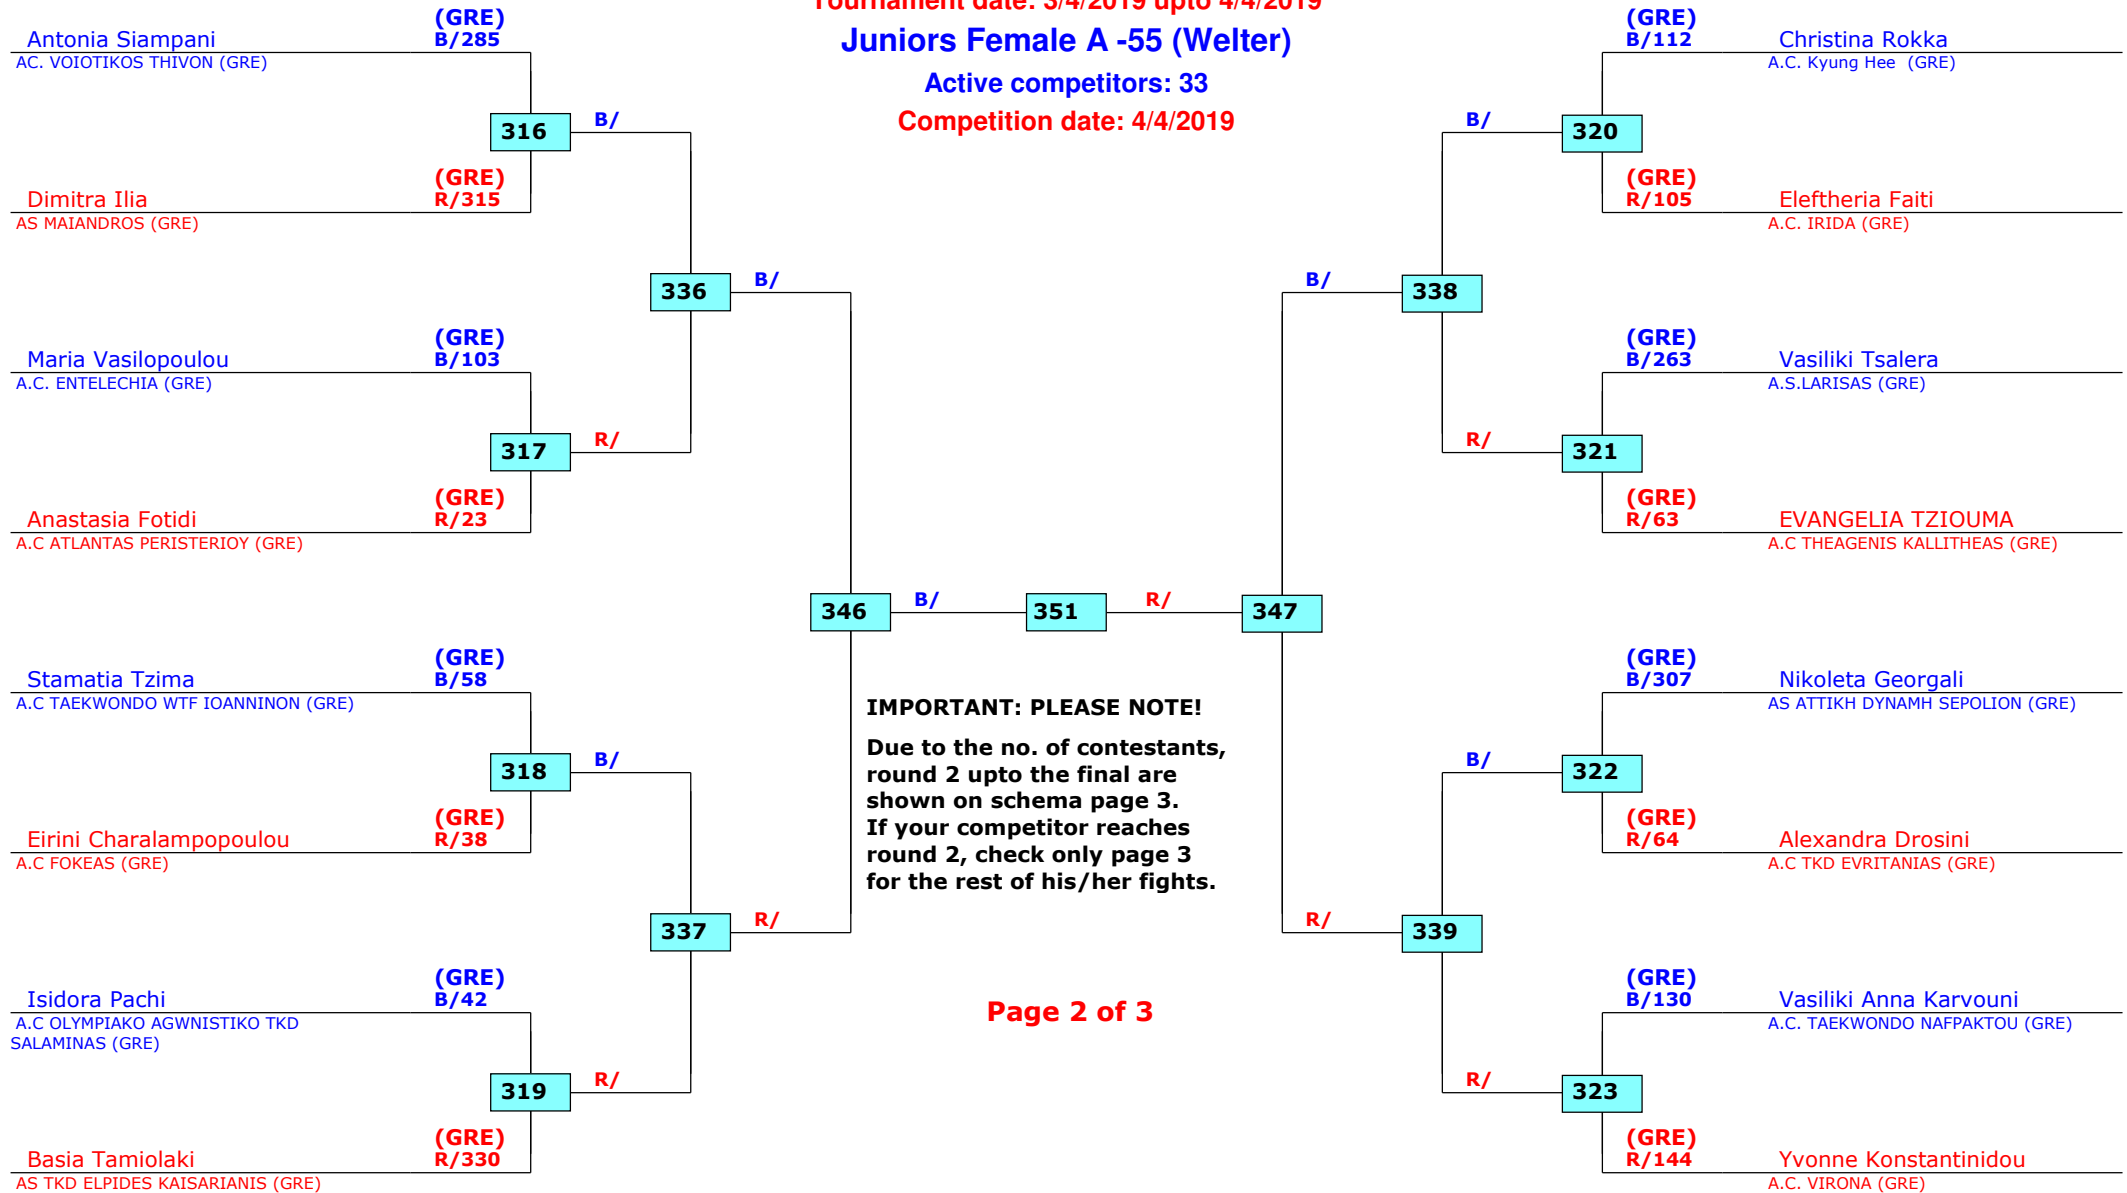 Tournament date: 3/4/2019 upto 4/4/2019
Juniors Female A -55 (Welter)
Active competitors: 33
Competition date: 4/4/2019
(GRE)
Antonia Siampani B/285
AC. VOIOTIKOS THIVON (GRE)
316 B/
(GRE)
Dimitra Ilia R/315
AS MAIANDROS (GRE)
336 B/
(GRE)
Maria Vasilopoulou B/103
A.C. ENTELECHIA (GRE)
317 R/
(GRE)
Anastasia Fotidi R/23
A.C ATLANTAS PERISTERIOY (GRE)
346 B/ 351 R/ 347
(GRE)
Stamatia Tzima B/58
A.C TAEKWONDO WTF IOANNINON (GRE)
318 B/
(GRE)
Eirini Charalampopoulou R/38
A.C FOKEAS (GRE)
337 R/
(GRE)
Isidora Pachi B/42
A.C OLYMPIAKO AGWNISTIKO TKD
SALAMINAS (GRE)
319 R/
(GRE)
Basia Tamiolaki R/330
AS TKD ELPIDES KAISARIANIS (GRE)
IMPORTANT: PLEASE NOTE!
Due to the no. of contestants,
round 2 upto the final are
shown on schema page 3.
If your competitor reaches
round 2, check only page 3
for the rest of his/her fights.
Page 2 of 3
(GRE)
B/112 Christina Rokka
A.C. Kyung Hee (GRE)
B/ 320
(GRE)
R/105 Eleftheria Faiti
A.C. IRIDA (GRE)
B/ 338
(GRE)
B/263 Vasiliki Tsalera
A.S.LARISAS (GRE)
R/ 321
(GRE)
R/63 EVANGELIA TZIOUMA
A.C THEAGENIS KALLITHEAS (GRE)
(GRE)
B/307 Nikoleta Georgali
AS ATTIKH DYNAMH SEPOLION (GRE)
B/ 322
(GRE)
R/64 Alexandra Drosini
A.C TKD EVRITANIAS (GRE)
R/ 339
(GRE)
B/130 Vasiliki Anna Karvouni
A.C. TAEKWONDO NAFPAKTOU (GRE)
R/ 323
(GRE)
R/144 Yvonne Konstantinidou
A.C. VIRONA (GRE)